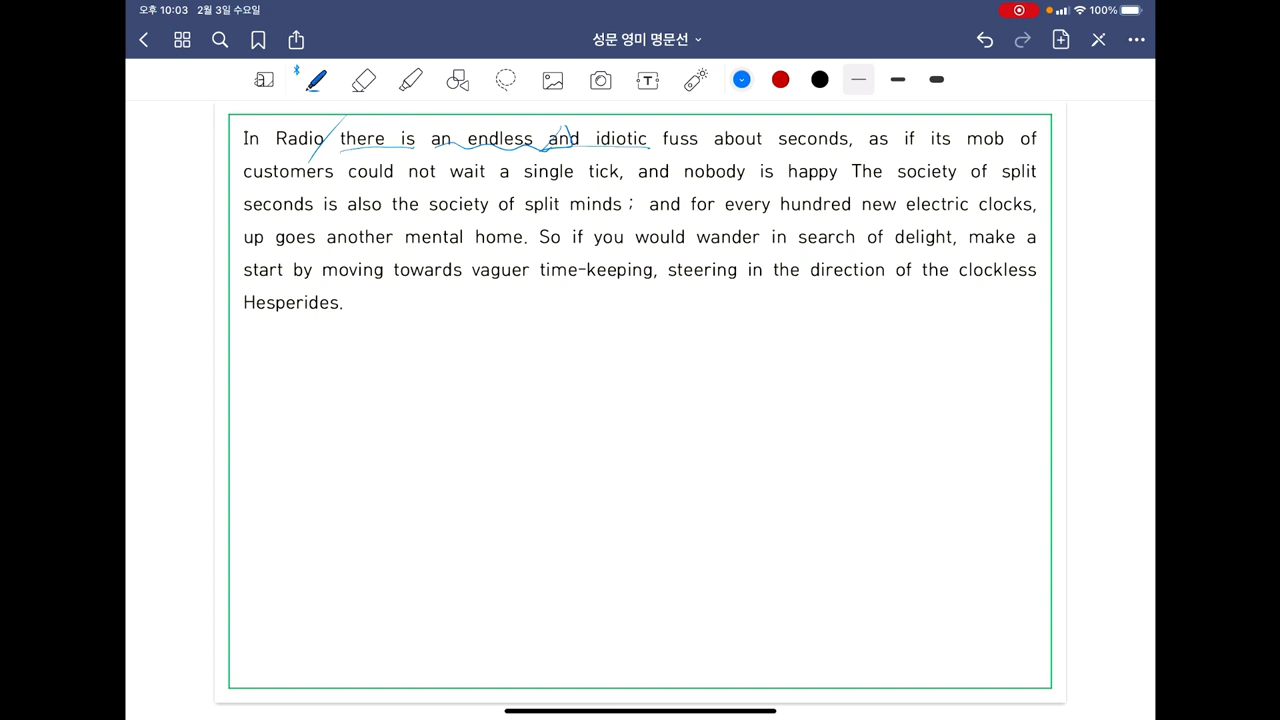 오후 10:03 2월 3일 수요일 100%
성문 영미 명문선
T
In Radio there is an endless and idiotic fuss about seconds, as if its mob of
customers could not wait a single tick, and nobody is happy The society of split
seconds is also the society of split minds; and for every hundred new electric clocks,
up goes another mental home. So if you would wander in search of delight, make a
start by moving towards vaguer time-keeping, steering in the direction of the clockless
Hesperides.